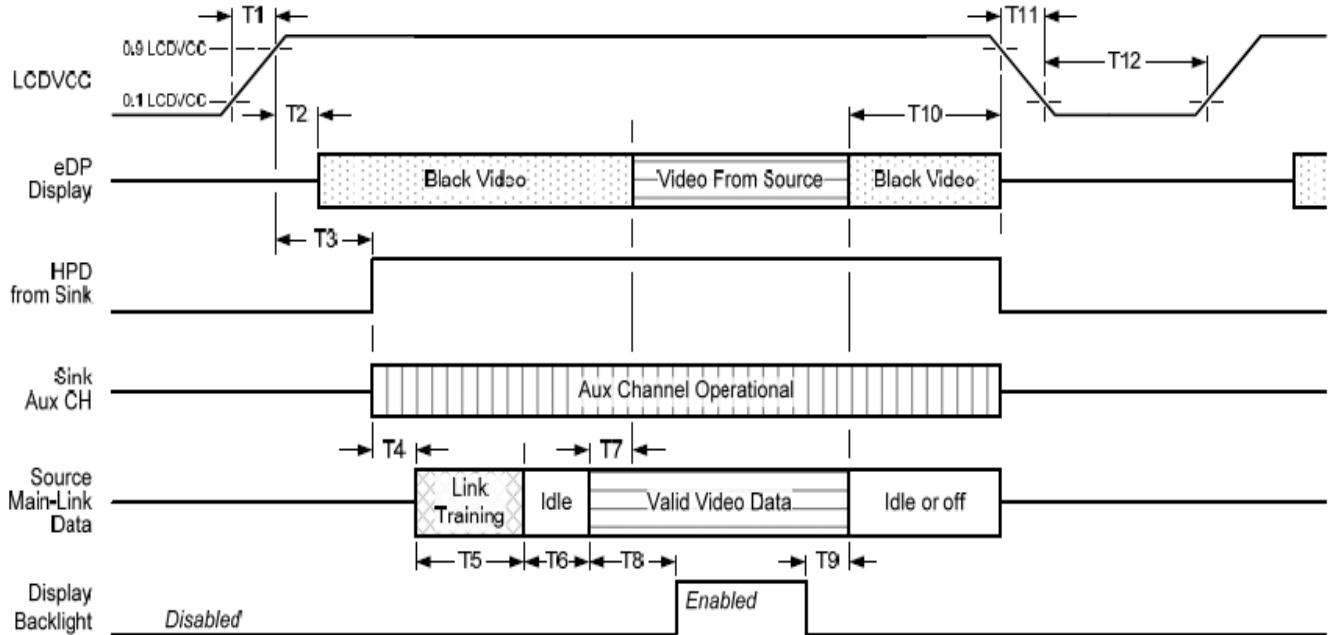 T1
T11
0.9 LCDVCC
LCDVCC
T12
0.1 LCDVCC
T2
T10
eDP
Display
Black Video
Video From Source
Black Video
T3
HPD
from Sink
Sink
Aux CH
Aux Channel Operational
T4
T7
Source
Main-Link
Data
Link
Training
Idle
Valid Video Data
Idle or off
T5
T6
T8
T9
Display
Backlight
Disabled
Enabled